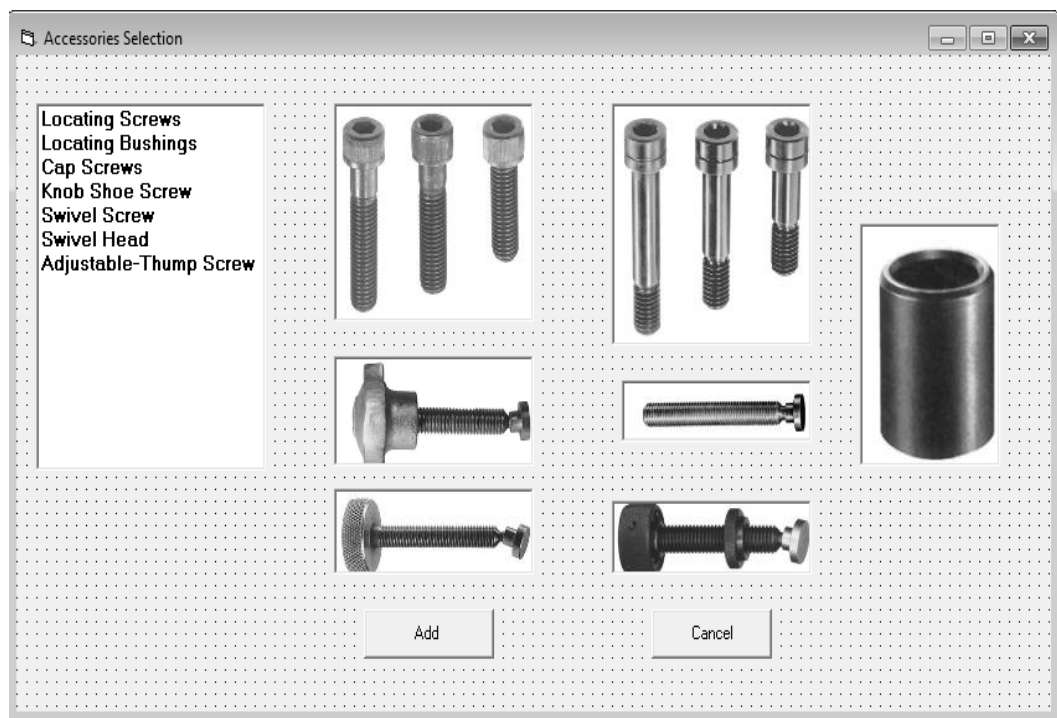 Accessories Selection
Locating Screws
Locating Bushings
Cap Screws
Knob Shoe Screw
Swivel Screw
Swivel Head
Adjustable-Thump Screw
Add
Cancel